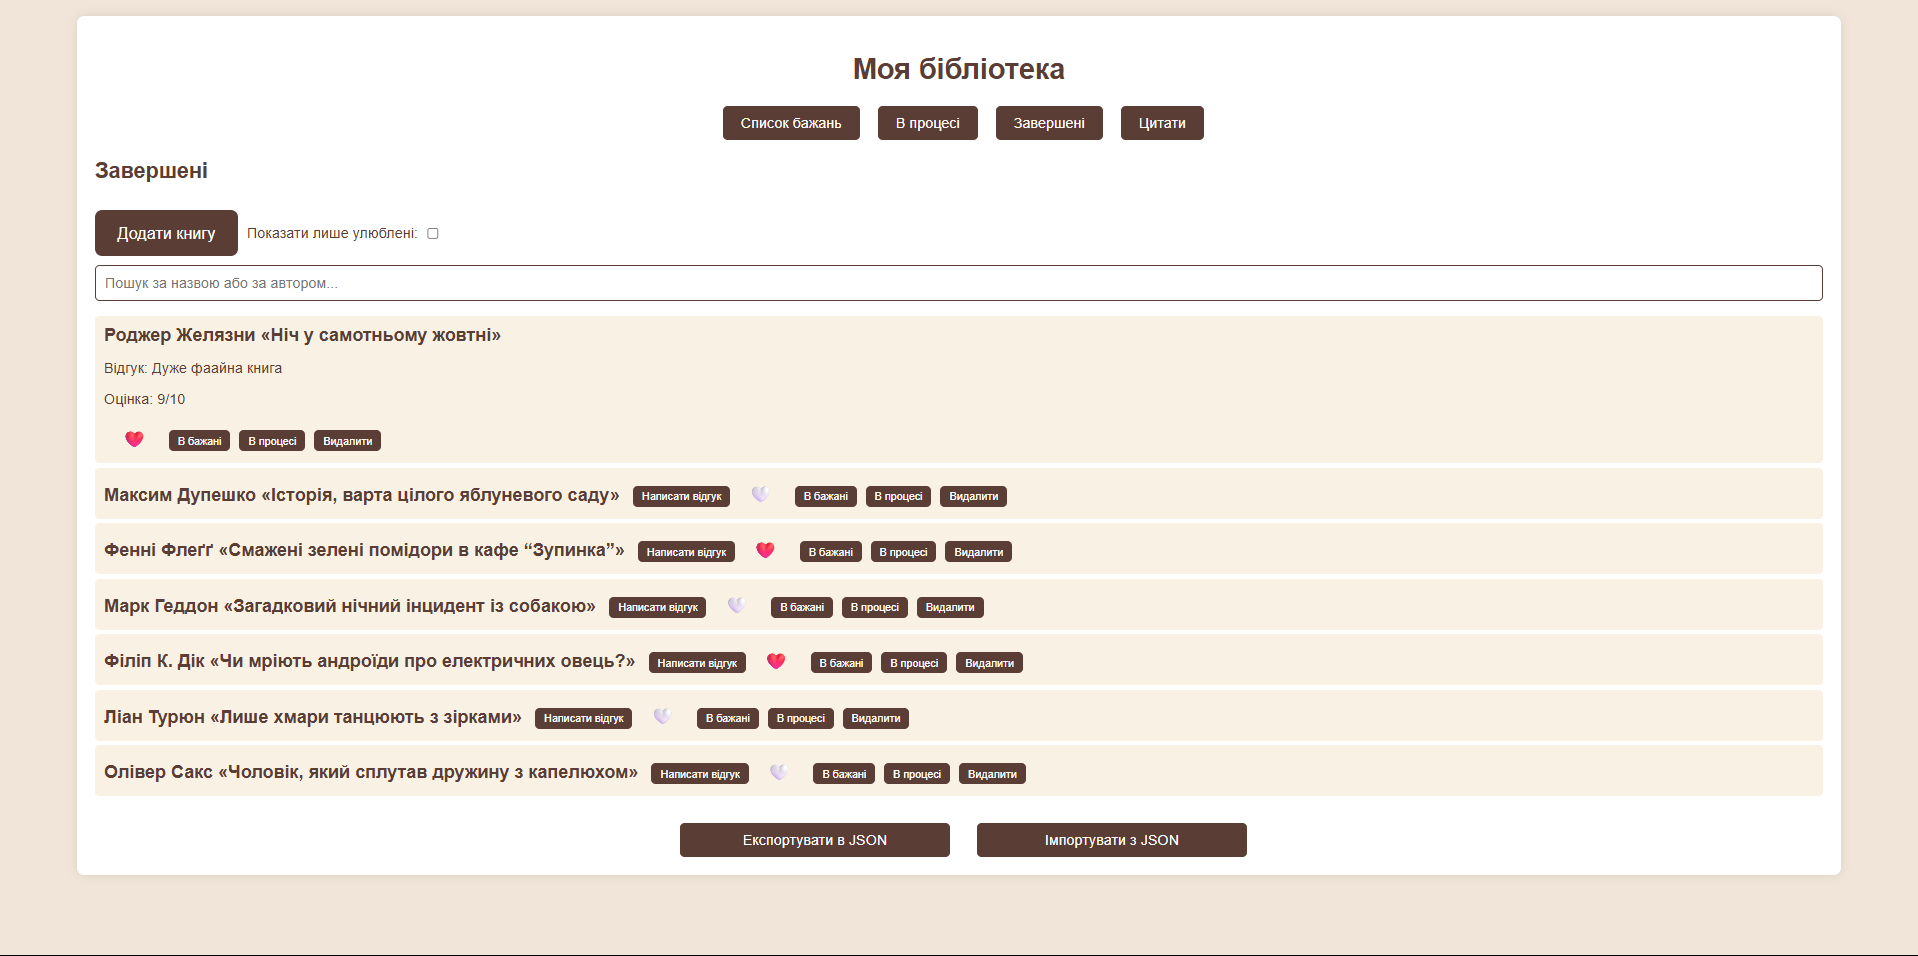 Моя бібліотека
Список бажань В процесі Завершені Цитати
Завершені
Додати книгу Показати лише улюблені:
Пошук за назвою або за автором...
Роджер Желязни «Ніч у самотньому жовтні»
Відгук: Дуже фаайна книга
Оцінка: 9/10
В бажані В процесі Видалити
Максим Дупешко «Історія, варта цілого яблуневого саду» Написати відгук В бажані В процесі Видалити
Фенні Флеґґ «Смажені зелені помідори в кафе “Зупинка”» Написати відгук В бажані В процесі Видалити
Марк Геддон «Загадковий нічний інцидент із собакою» Написати відгук В бажані В процесі Видалити
Філіп К. Дік «Чи мріють андроїди про електричних овець?» Написати відгук В бажані В процесі Видалити
Ліан Турюн «Лише хмари танцюють з зірками» Написати відгук В бажані В процесі Видалити
Олівер Сакс «Чоловік, який сплутав дружину з капелюхом» Написати відгук В бажані В процесі Видалити
Експортувати в JSON Імпортувати з JSON